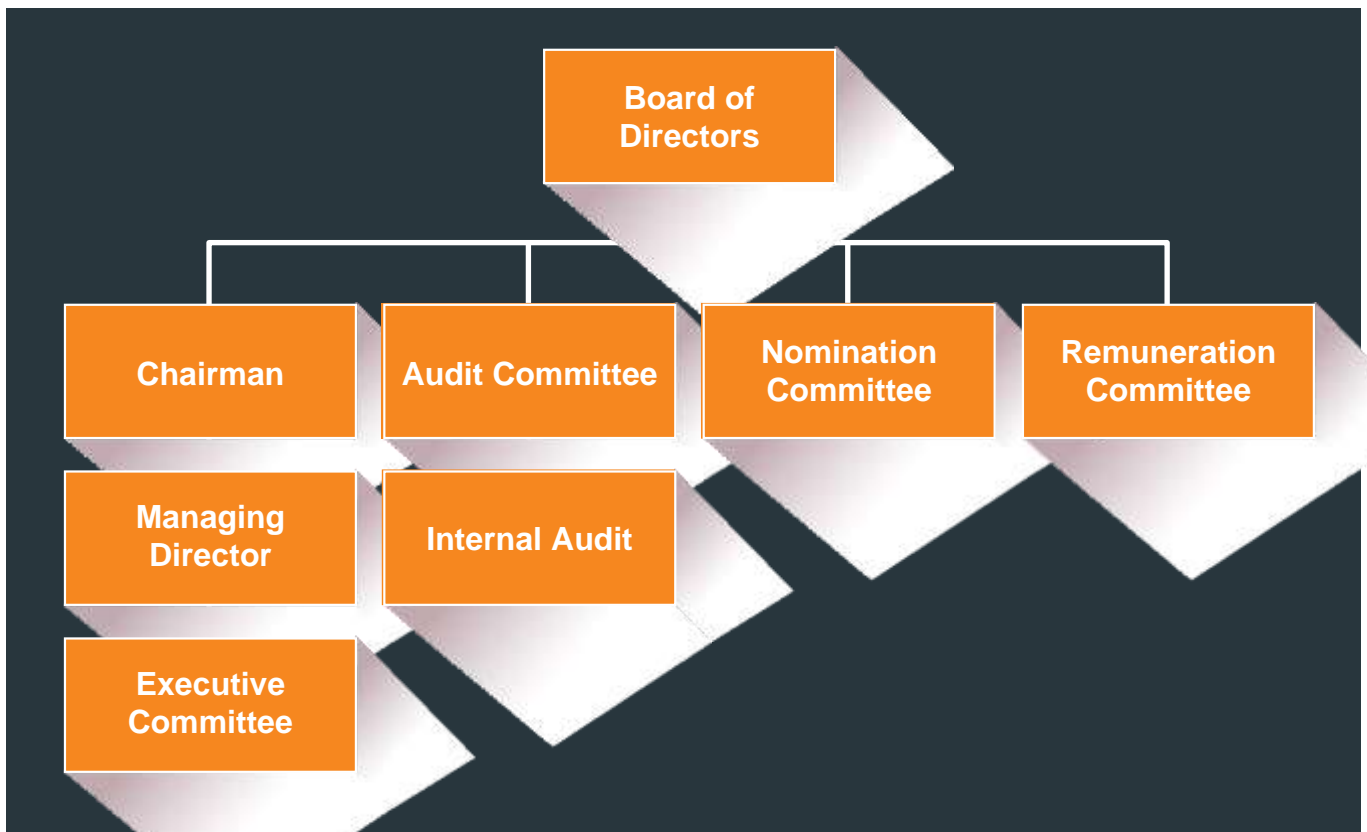 Board of
Directors
Chairman
Audit Committee
Nomination
Committee
Remuneration
Committee
Managing
Director
Internal Audit
Executive
Committee